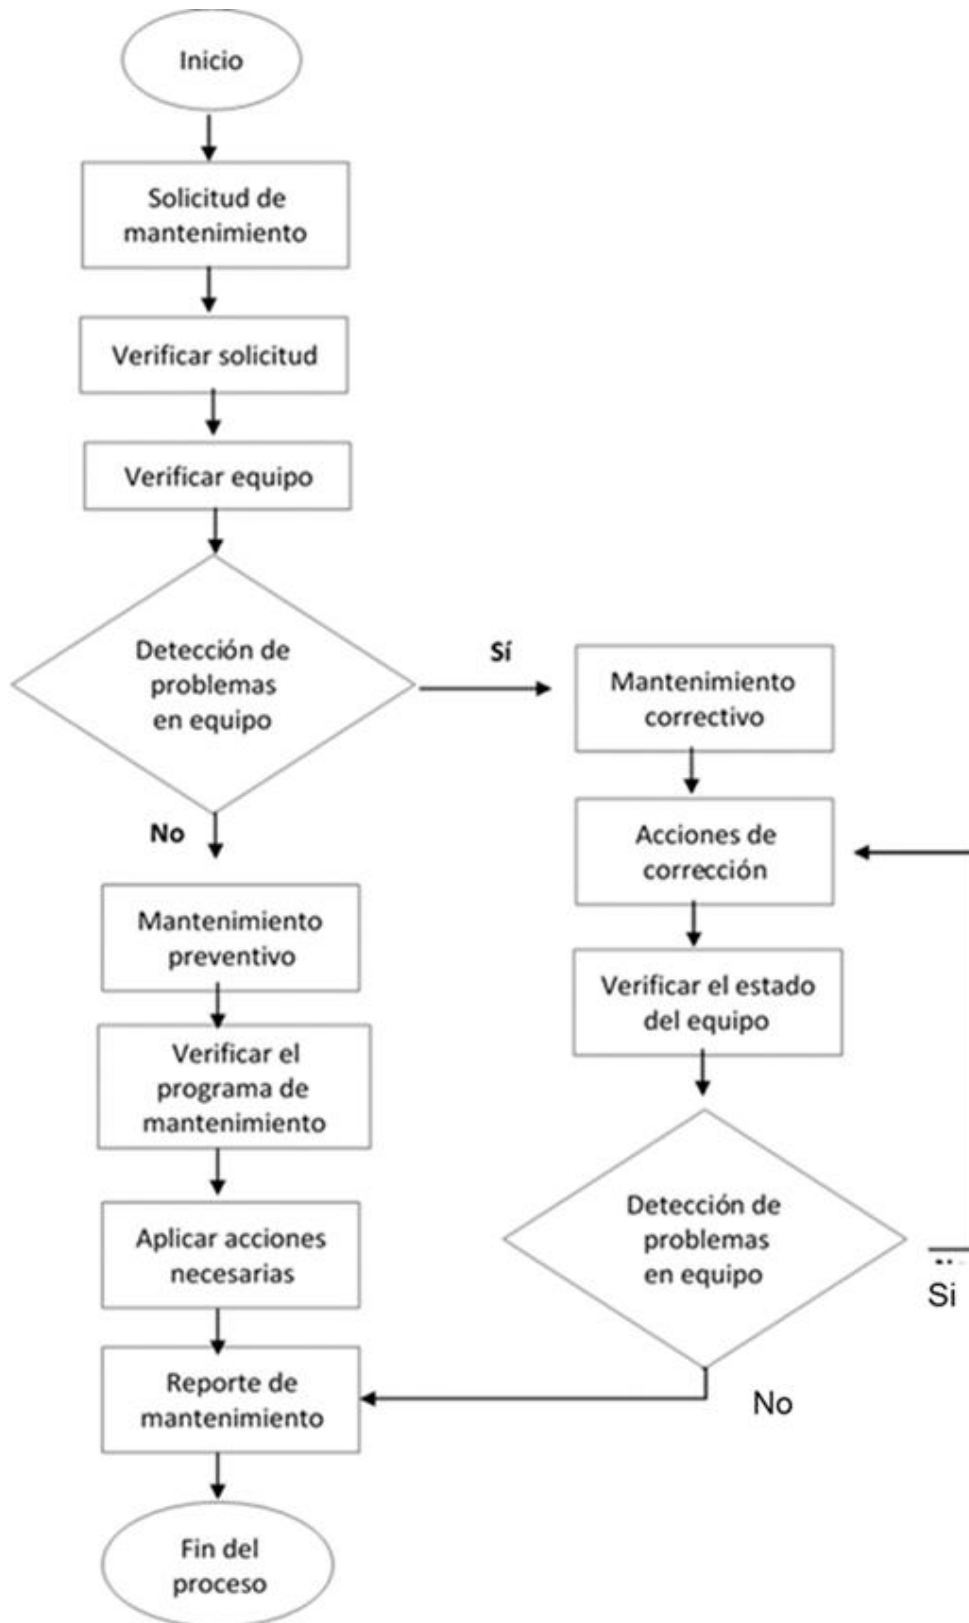 Inicio
Solicitud de
mantenimiento
Verificar solicitud
Verificar equipo
Detección de
problemas
en equipo
Sí
No
Mantenimiento
correctivo
Acciones de
corrección
Verificar el estado
del equipo
Detección de
problemas
en equipo
Si
No
Mantenimiento
preventivo
Verificar el
programa de
mantenimiento
Aplicar acciones
necesarias
Reporte de
mantenimiento
Fin del
proceso